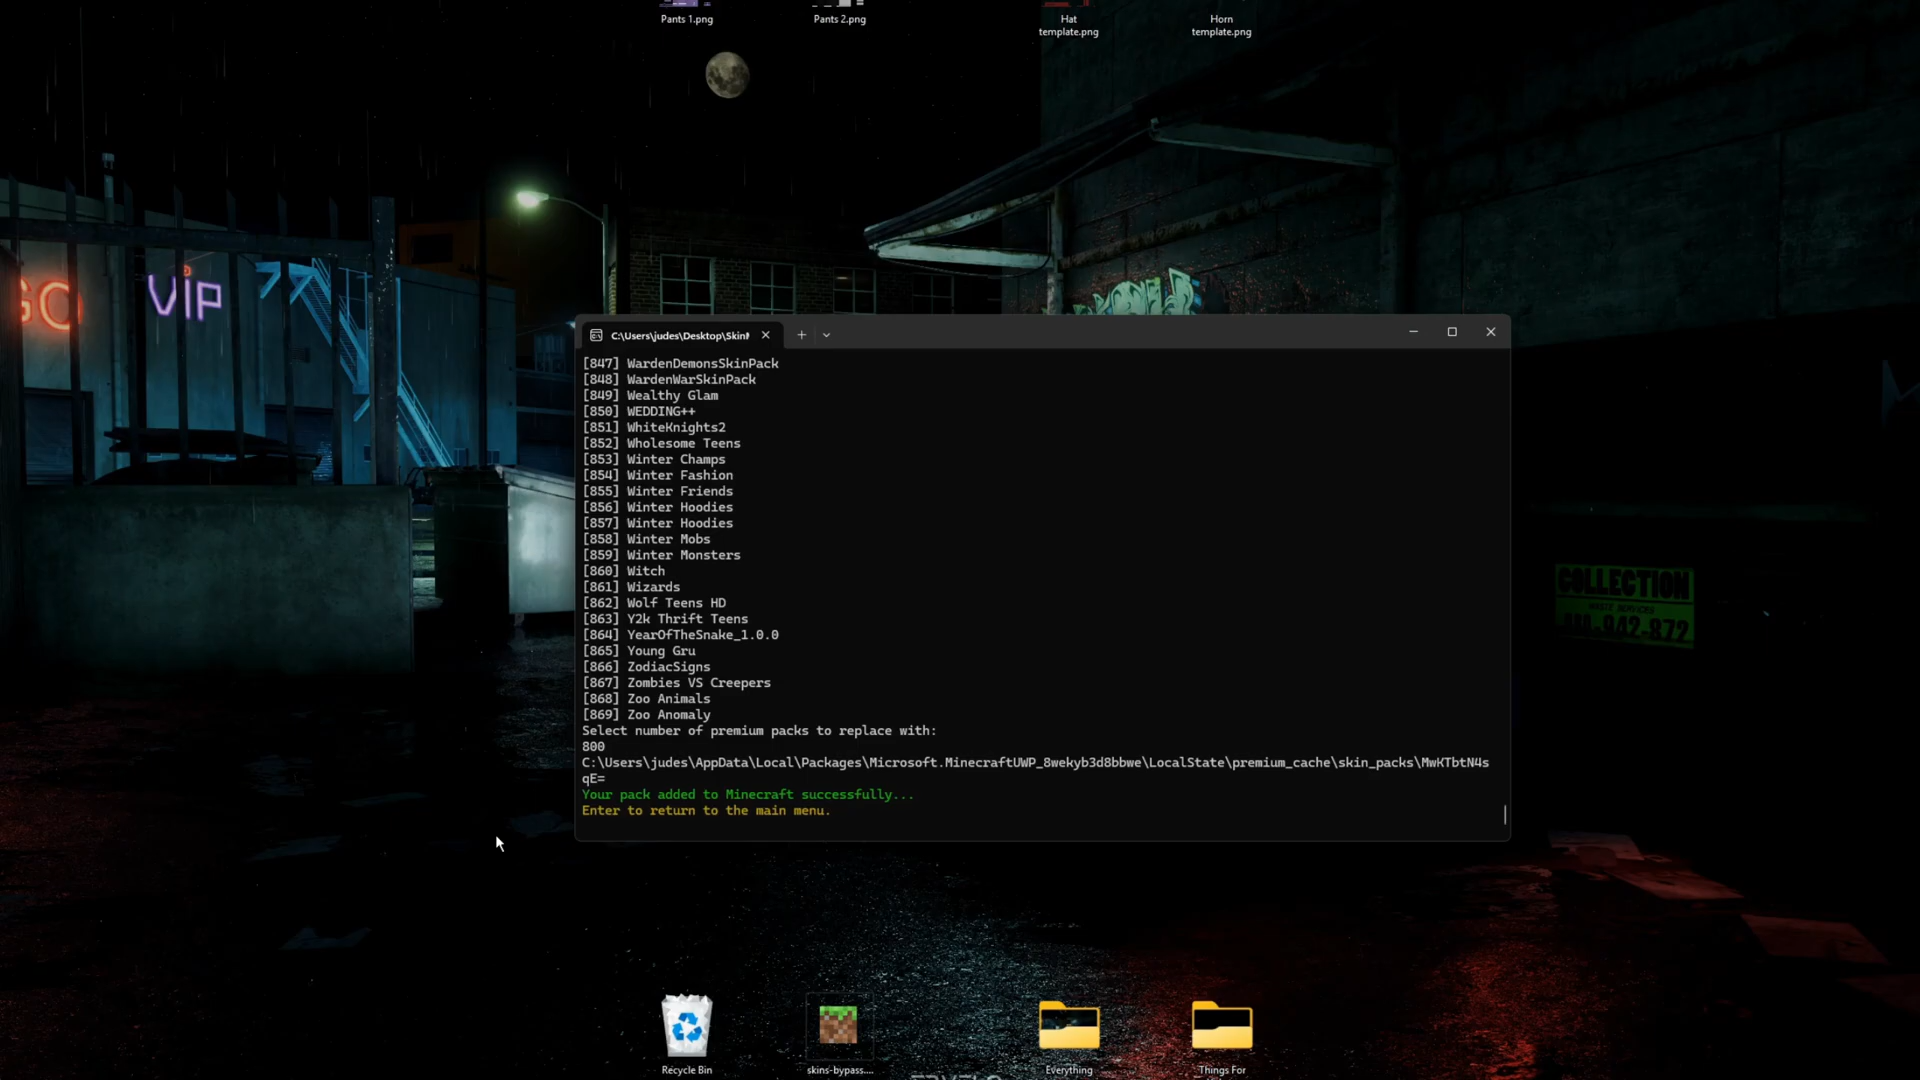 Pants 1.png
Pants 2.png
Hat
template.png
Horn
template.png
GO
VIP
C:\Users\judes\Desktop\Skin
[847] WardenDemonsSkinPack
[848] WardenWarSkinPack
[849] Wealthy Glam
[850] WEDDING++
[851] WhiteKnights2
[852] Wholesome Teens
[853] Winter Champs
[854] Winter Fashion
[855] Winter Friends
[856] Winter Hoodies
[857] Winter Hoodies
[858] Winter Mobs
[859] Winter Monsters
[860] Witch
[861] Wizards
[862] Wolf Teens HD
[863] Y2k Thrift Teens
[864] YearOfTheSnake_1.0.0
[865] Young Gru
[866] ZodiacSigns
[867] Zombies VS Creepers
[868] Zoo Animals
[869] Zoo Anomaly
Select number of premium packs to replace with:
800
C:\Users\judes\AppData\Local\Packages\Microsoft.MinecraftUWP_8wekyb3d8bbwe\LocalState\premium_cache\skin_packs\MwKTbtN4s
qE=
Your pack added to Minecraft successfully...
Enter to return to the main menu.
COLLECTION
WASTE SERVICES
942-872
Recycle Bin
skins-bypass....
Everything
Things For